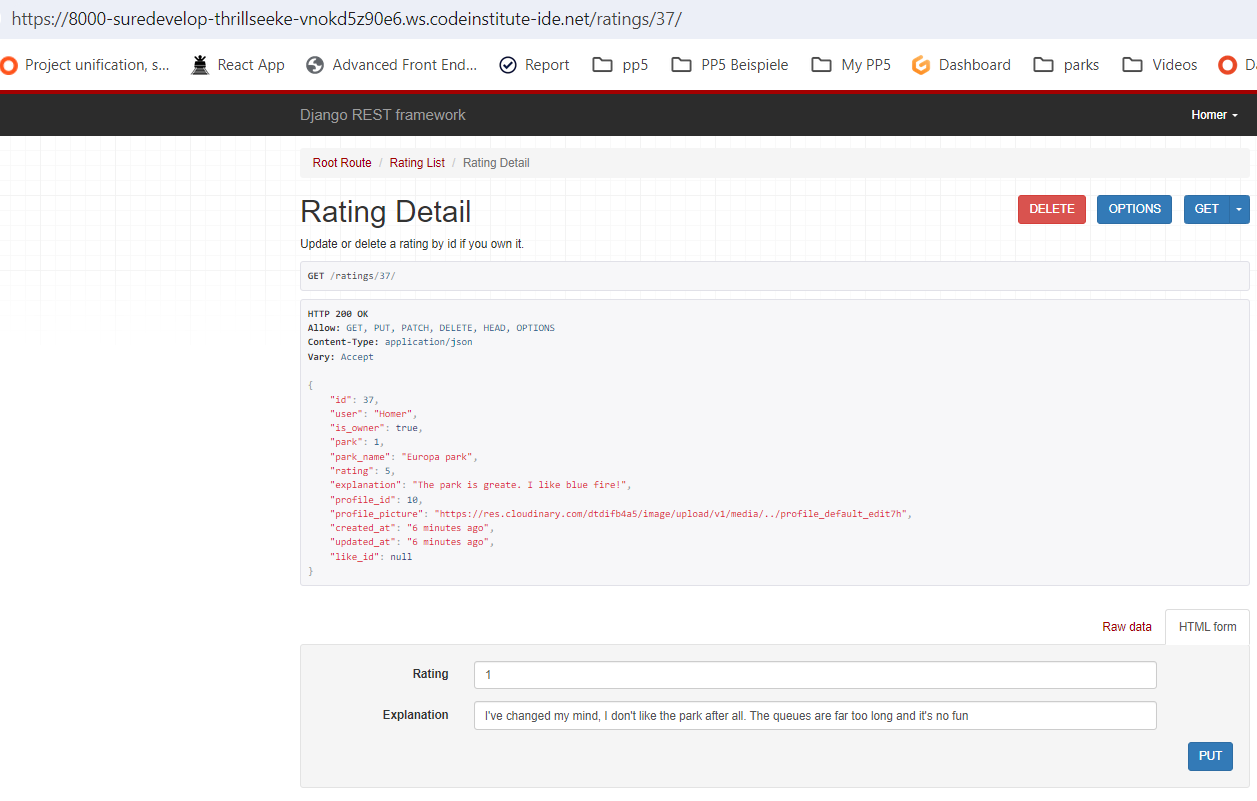 https://8000-suredevelop-thrillseeke-vnokd5z90e6.ws.codeinstitute-ide.net/ratings/37/
Project unification, s... React App Advanced Front End... Report pp5 PP5 Beispiele My PP5 Dashboard parks Videos
Django REST framework Homer
Root Route / Rating List / Rating Detail
Rating Detail DELETE OPTIONS GET
Update or delete a rating by id if you own it.
GET /ratings/37/
HTTP 200 OK
Allow: GET, PUT, PATCH, DELETE, HEAD, OPTIONS
Content-Type: application/json
Vary: Accept
{
"id": 37,
"user": "Homer",
"is_owner": true,
"park": 1,
"park_name": "Europa park",
"rating": 5,
"explanation": "The park is greate. I like blue fire!",
"profile_id": 10,
"profile_picture": "https://res.cloudinary.com/dtdifb4a5/image/upload/v1/media/../profile_default_edit7h",
"created_at": "6 minutes ago",
"updated_at": "6 minutes ago",
"like_id": null
}
Raw data HTML form
Rating 1
Explanation I've changed my mind, I don't like the park after all. The queues are far too long and it's no fun
PUT